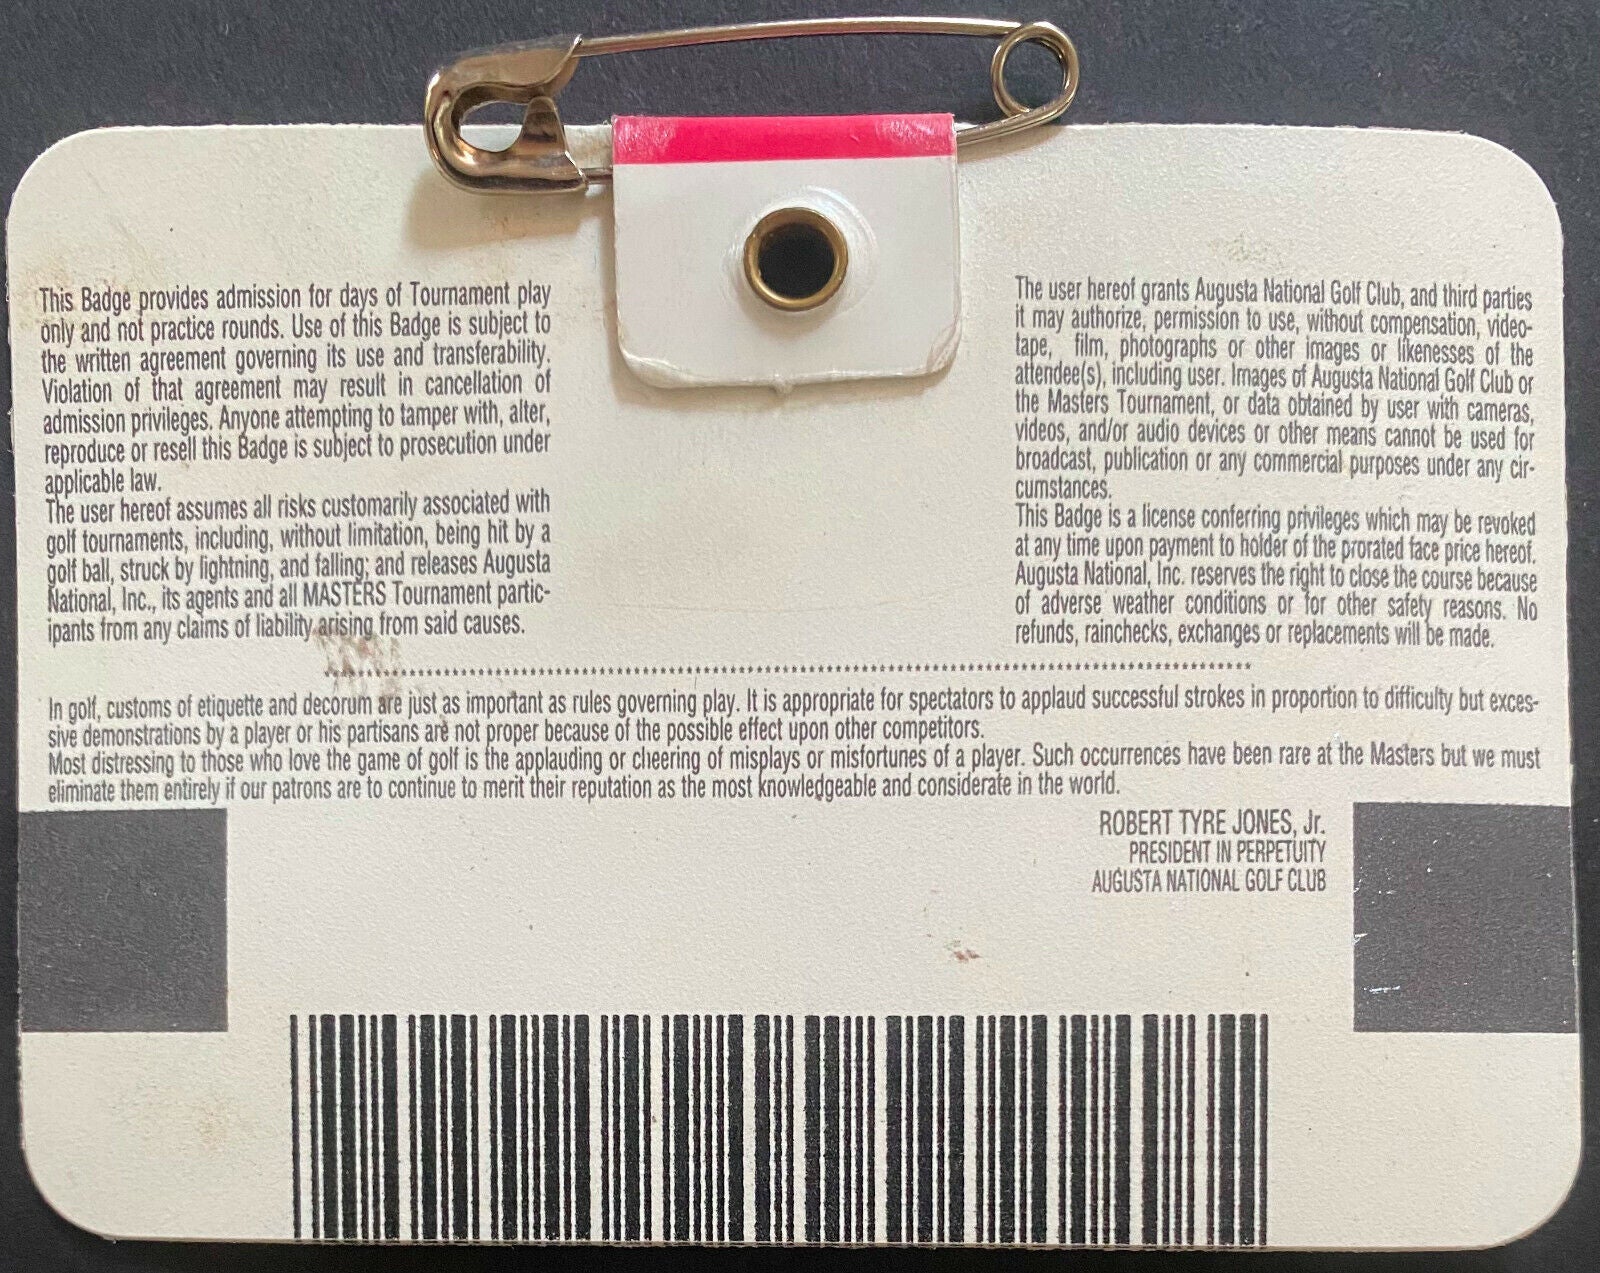 This Badge provides admission for days of Tournament play
only and not practice rounds. Use of this Badge is subject to
the written agreement governing its use and transferability.
Violation of that agreement may result in cancellation of
admission privileges. Anyone attempting to tamper with, alter,
reproduce or resell this Badge is subject to prosecution under
applicable law.
The user hereof assumes all risks customarily associated with
golf tournaments, including, without limitation, being hit by a
golf ball, struck by lightning, and falling; and releases Augusta
National, Inc., its agents and all MASTERS Tournament partic-
ipants from any claims of liability arising from said causes.
The user hereof grants Augusta National Golf Club, and third parties
it may authorize, permission to use, without compensation, video-
tape, film, photographs or other images or likenesses of the
attendee(s), including user. Images of Augusta National Golf Club or
the Masters Tournament, or data obtained by user with cameras,
videos, and/or audio devices or other means cannot be used for
broadcast, publication or any commercial purposes under any cir-
cumstances.
This Badge is a license conferring privileges which may be revoked
at any time upon payment to holder of the prorated face price hereof.
Augusta National, Inc. reserves the right to close the course because
of adverse weather conditions or for other safety reasons. No
refunds, rainchecks, exchanges or replacements will be made.
In golf, customs of etiquette and decorum are just as important as rules governing play. It is appropriate for spectators to applaud successful strokes in proportion to difficulty but exces-
sive demonstrations by a player or his partisans are not proper because of the possible effect upon other competitors.
Most distressing to those who love the game of golf is the applauding or cheering of misplays or misfortunes of a player. Such occurrences have been rare at the Masters but we must
eliminate them entirely if our patrons are to continue to merit their reputation as the most knowledgeable and considerate in the world.
ROBERT TYRE JONES, Jr.
PRESIDENT IN PERPETUITY
AUGUSTA NATIONAL GOLF CLUB